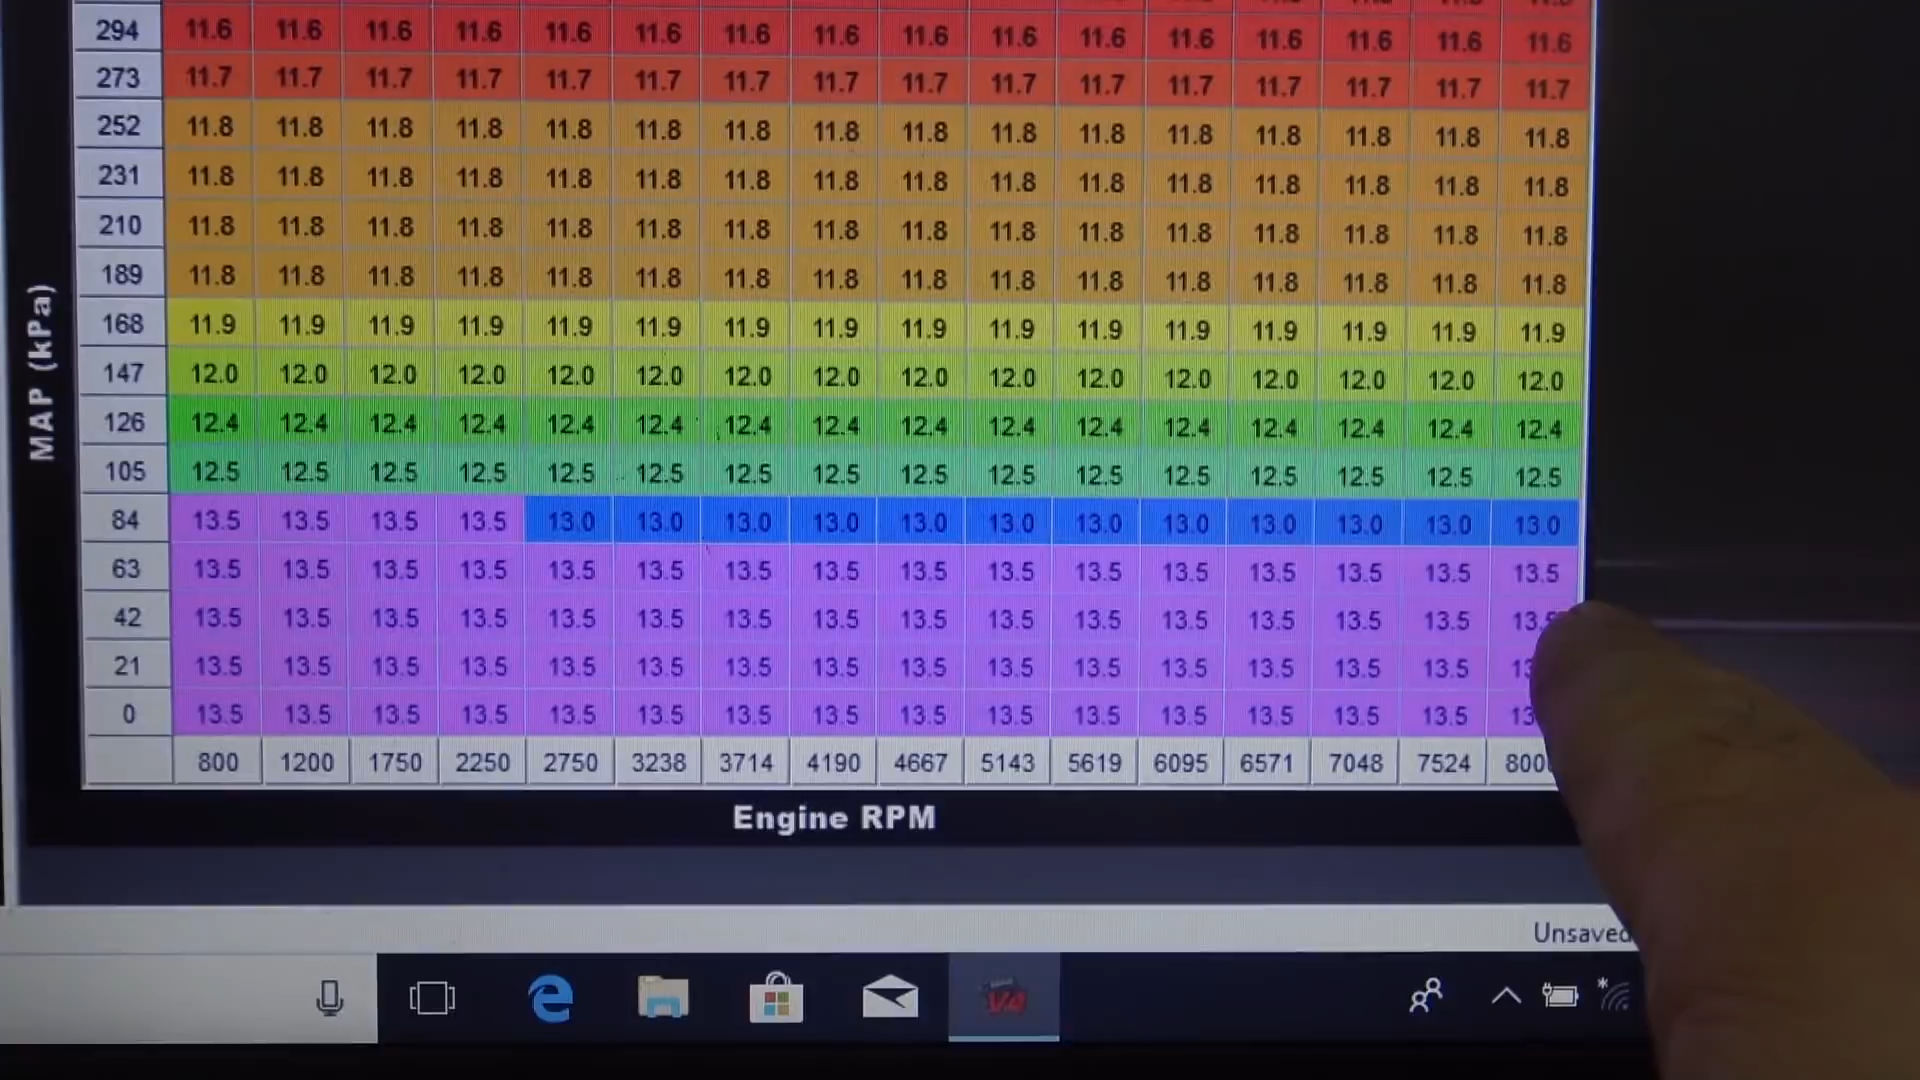 294 11.6 11.6 11.6 11.6 11.6 11.6 11.6 11.6 11.6 11.6 11.6 11.6 11.6 11.6 11.6 11.6
273 11.7 11.7 11.7 11.7 11.7 11.7 11.7 11.7 11.7 11.7 11.7 11.7 11.7 11.7 11.7 11.7
252 11.8 11.8 11.8 11.8 11.8 11.8 11.8 11.8 11.8 11.8 11.8 11.8 11.8 11.8 11.8 11.8
231 11.8 11.8 11.8 11.8 11.8 11.8 11.8 11.8 11.8 11.8 11.8 11.8 11.8 11.8 11.8 11.8
210 11.8 11.8 11.8 11.8 11.8 11.8 11.8 11.8 11.8 11.8 11.8 11.8 11.8 11.8 11.8 11.8
189 11.8 11.8 11.8 11.8 11.8 11.8 11.8 11.8 11.8 11.8 11.8 11.8 11.8 11.8 11.8 11.8
168 11.9 11.9 11.9 11.9 11.9 11.9 11.9 11.9 11.9 11.9 11.9 11.9 11.9 11.9 11.9 11.9
147 12.0 12.0 12.0 12.0 12.0 12.0 12.0 12.0 12.0 12.0 12.0 12.0 12.0 12.0 12.0 12.0
126 12.4 12.4 12.4 12.4 12.4 12.4 12.4 12.4 12.4 12.4 12.4 12.4 12.4 12.4 12.4 12.4
105 12.5 12.5 12.5 12.5 12.5 12.5 12.5 12.5 12.5 12.5 12.5 12.5 12.5 12.5 12.5 12.5
84 13.5 13.5 13.5 13.5 13.0 13.0 13.0 13.0 13.0 13.0 13.0 13.0 13.0 13.0 13.0 13.0
63 13.5 13.5 13.5 13.5 13.5 13.5 13.5 13.5 13.5 13.5 13.5 13.5 13.5 13.5 13.5 13.5
42 13.5 13.5 13.5 13.5 13.5 13.5 13.5 13.5 13.5 13.5 13.5 13.5 13.5 13.5 13.5 13.5
21 13.5 13.5 13.5 13.5 13.5 13.5 13.5 13.5 13.5 13.5 13.5 13.5 13.5 13.5 13.5
0 13.5 13.5 13.5 13.5 13.5 13.5 13.5 13.5 13.5 13.5 13.5 13.5 13.5 13.5 13.5
800 1200 1750 2250 2750 3238 3714 4190 4667 5143 5619 6095 6571 7048 7524 8000
MAP (kPa)
Engine RPM
Unsaved
V4